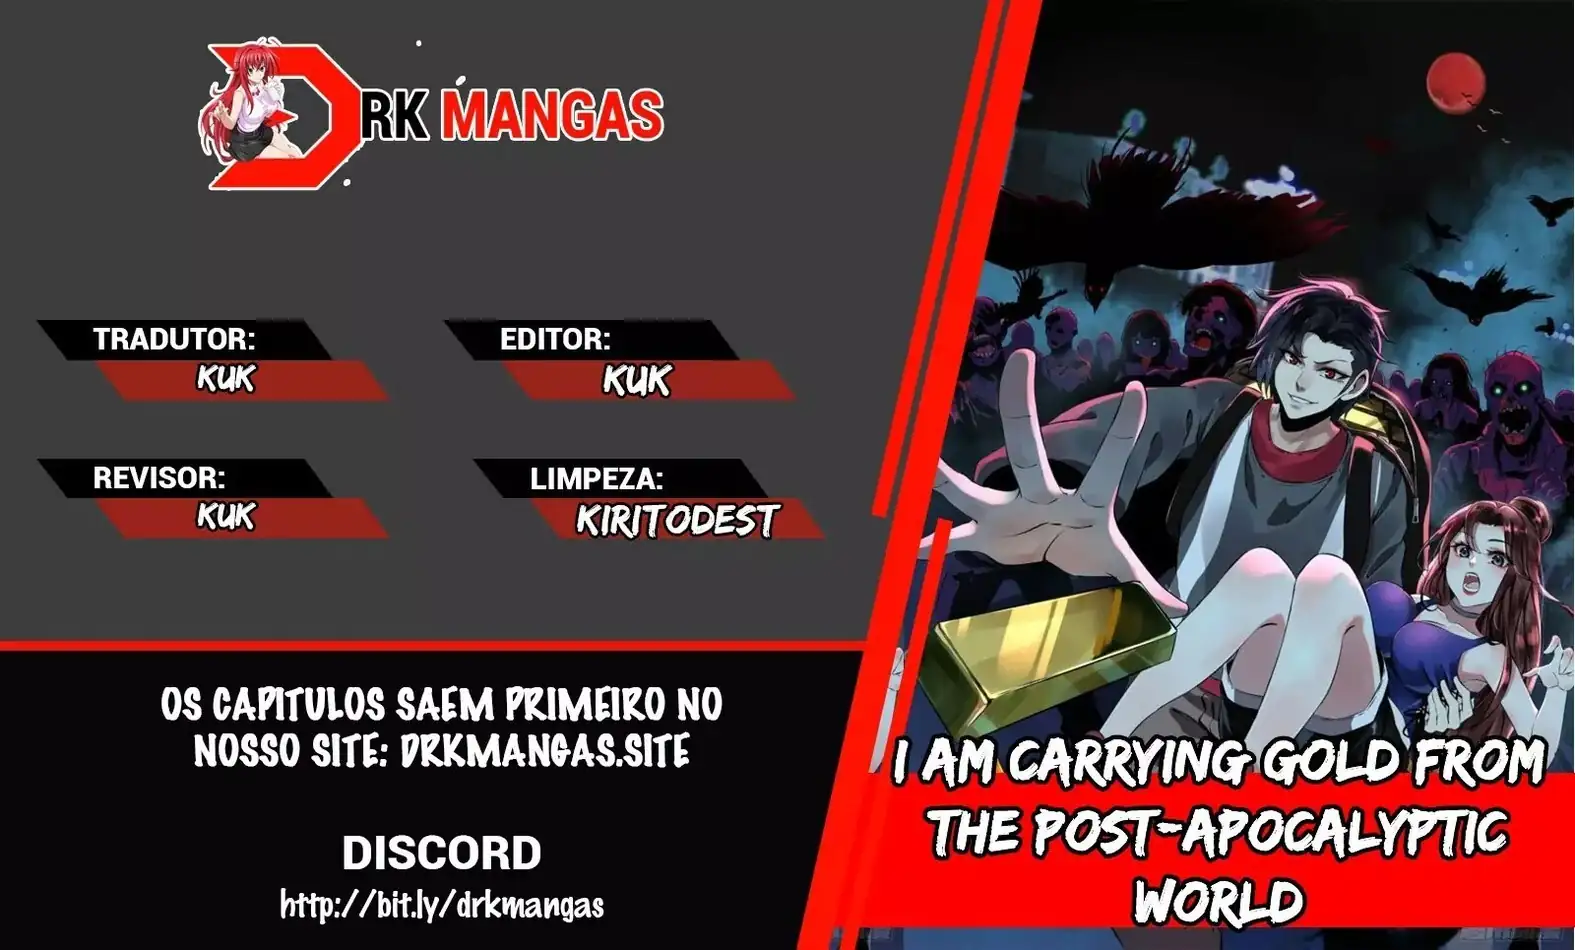 DRK MANGAS
TRADUTOR:
KUK
EDITOR:
KUK
REVISOR:
KUK
LIMPEZA:
KIRITODEST
OS CAPITULOS SAEM PRIMEIRO NO
NOSSO SITE: DRKMANGAS.SITE
DISCORD
http://bit.ly/drkmangas
I AM CARRYING GOLD FROM
THE POST-APOCALYPTIC
WORLD